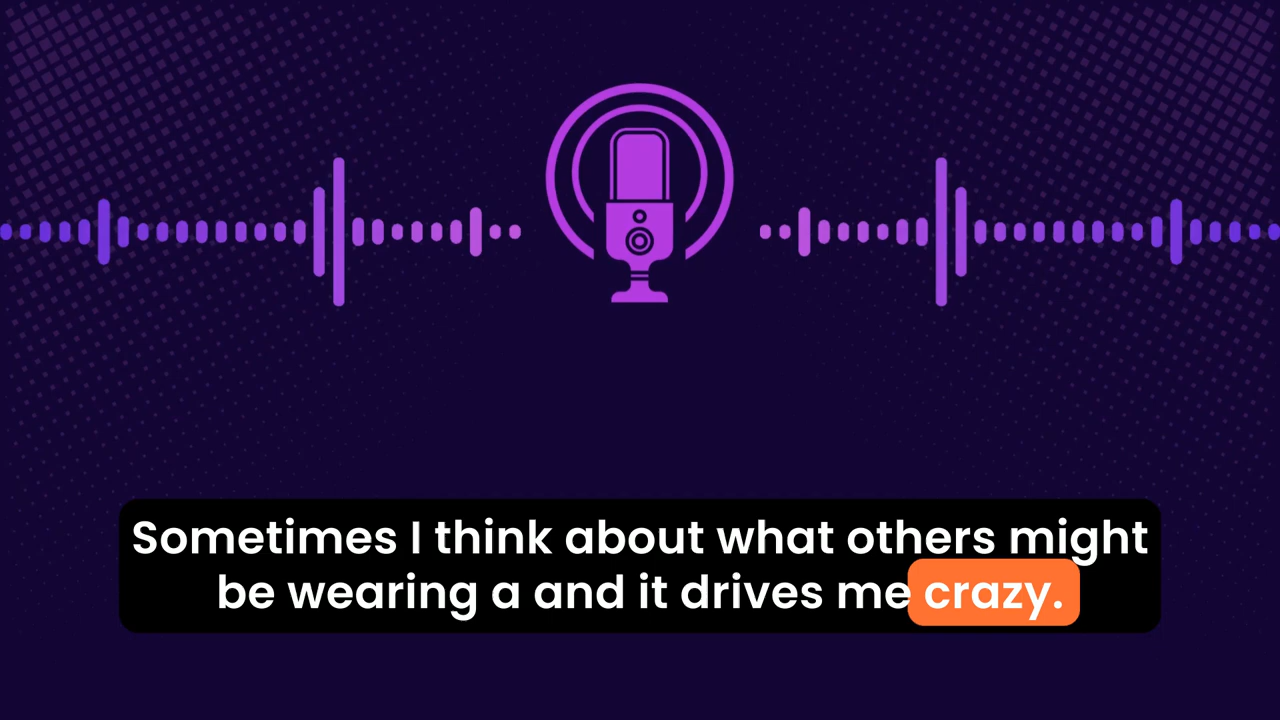 Sometimes I think about what others might
be wearing a and it drives me crazy.